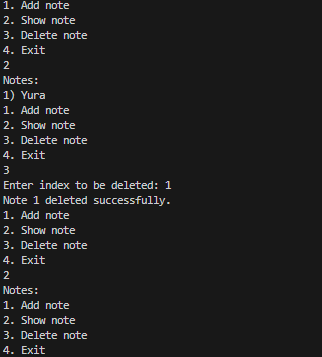 1. Add note
2. Show note
3. Delete note
4. Exit
2
Notes:
1) Yura
1. Add note
2. Show note
3. Delete note
4. Exit
3
Enter index to be deleted: 1
Note 1 deleted successfully.
1. Add note
2. Show note
3. Delete note
4. Exit
2
Notes:
1. Add note
2. Show note
3. Delete note
4. Exit